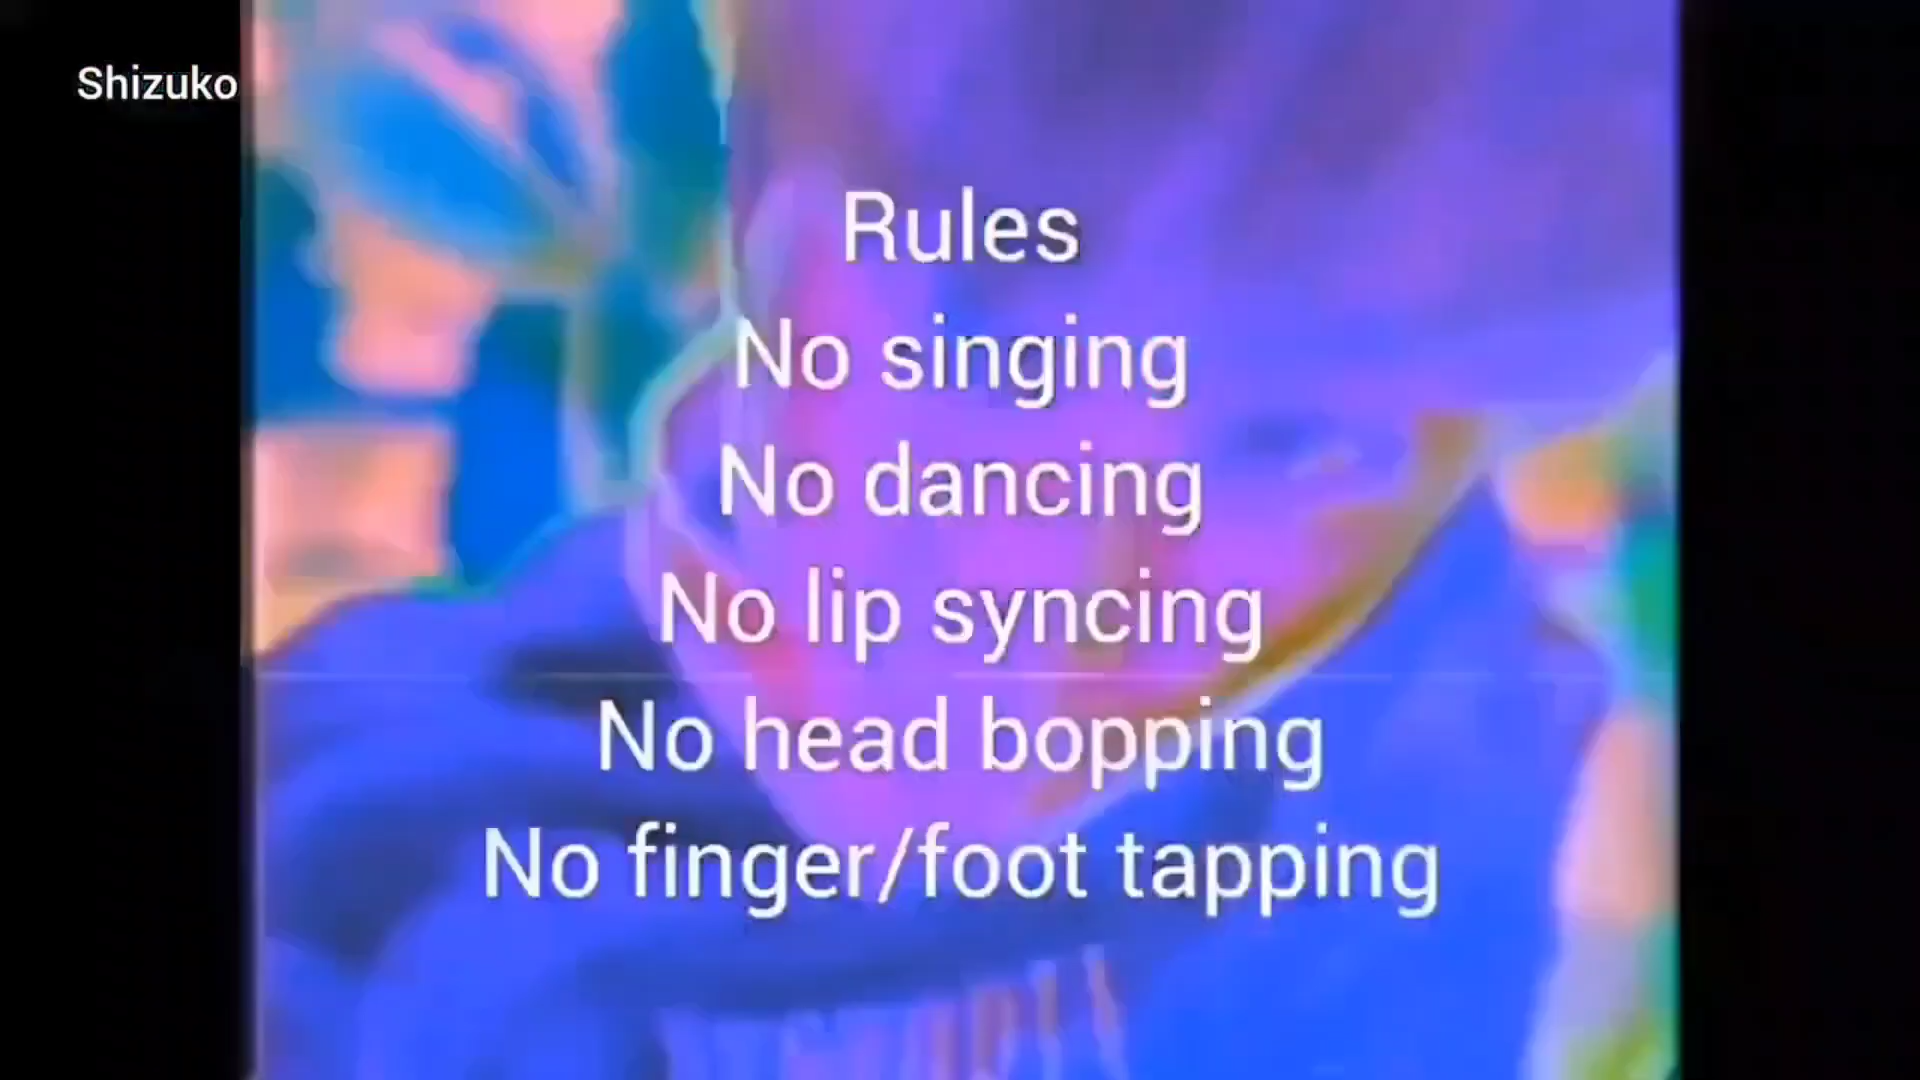 Shizuko
Rules
No singing
No dancing
No lip syncing
No head bopping
No finger/foot tapping